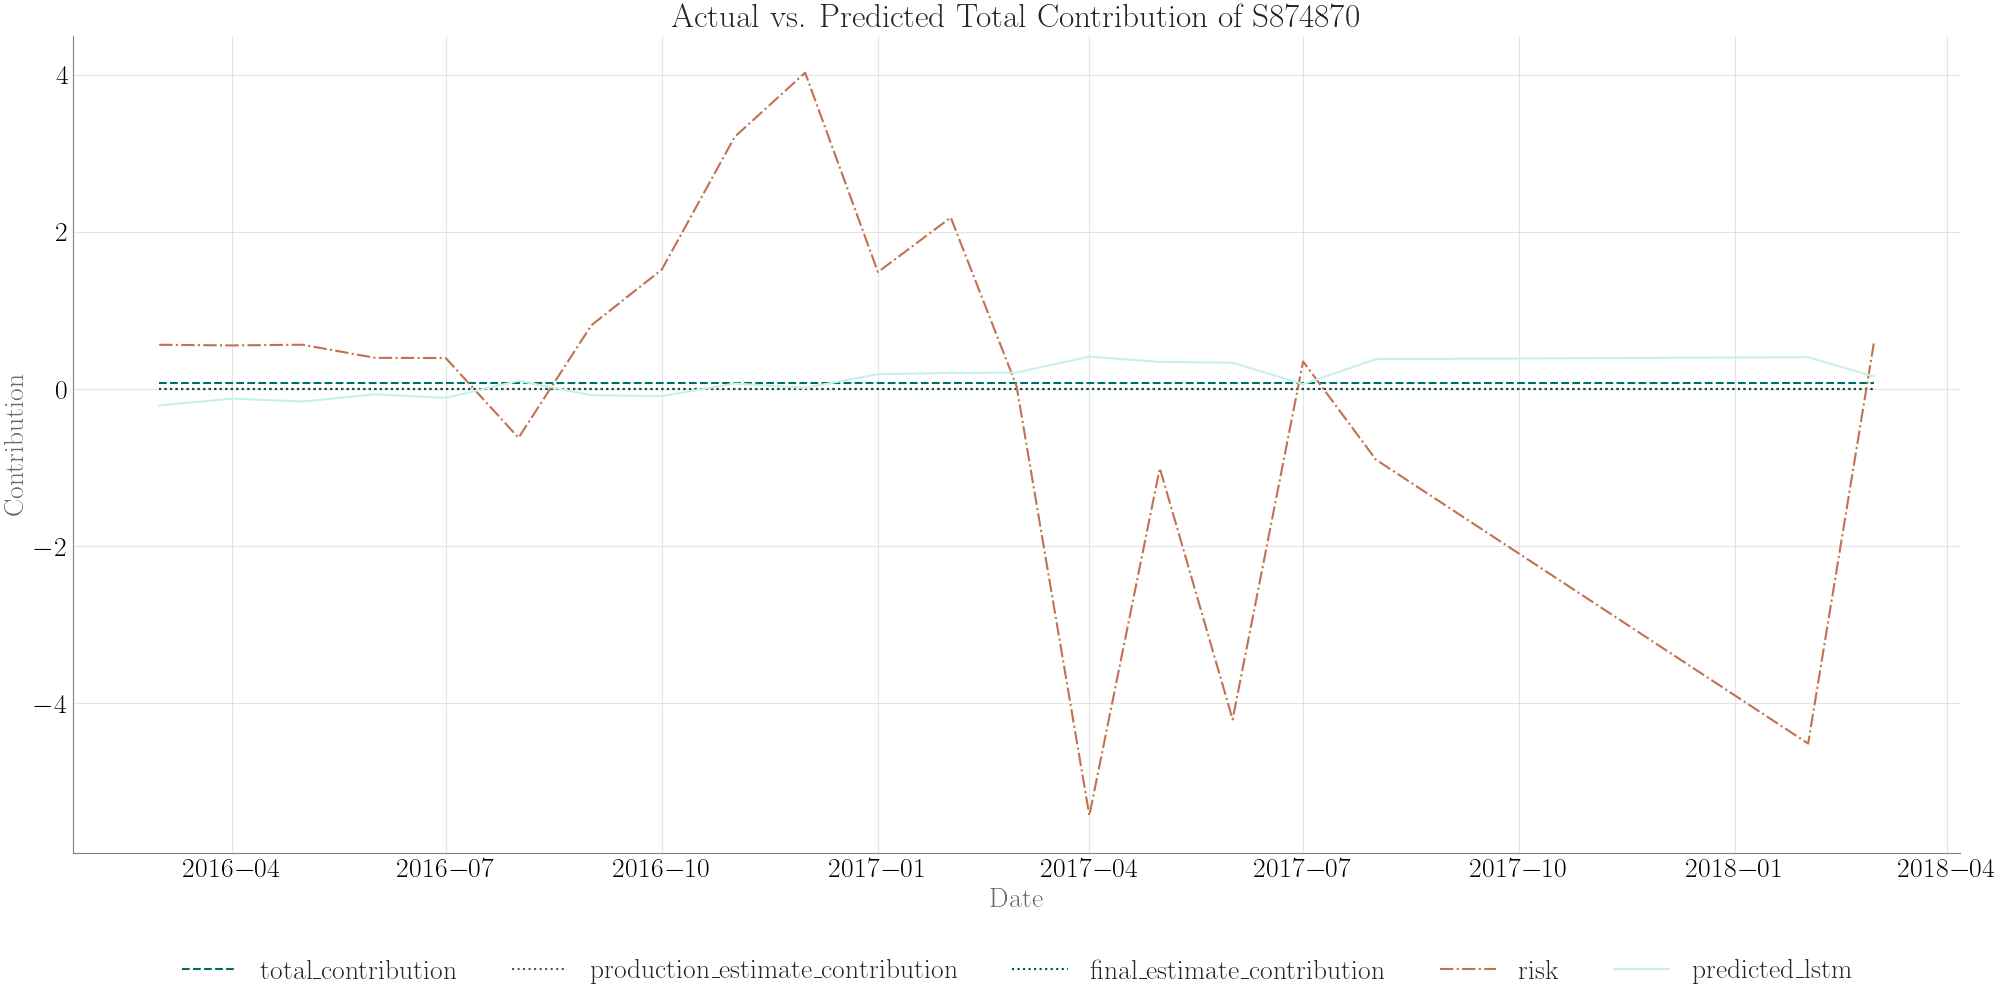 Actual vs. Predicted Total Contribution of S874870
4
2
0
−2
−4
Contribution
2016−04 2016−07 2016−10 2017−01 2017−04 2017−07 2017−10 2018−01 2018−04
Date
total_contribution production_estimate_contribution final_estimate_contribution risk predicted_lstm